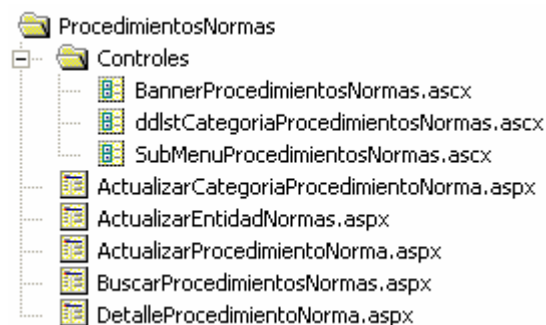 ProcedimientosNormas
Controles
BannerProcedimientosNormas.ascx
ddlstCategoriaProcedimientosNormas.ascx
SubMenuProcedimientosNormas.ascx
ActualizarCategoriaProcedimientoNorma.aspx
ActualizarEntidadNormas.aspx
ActualizarProcedimientoNorma.aspx
BuscarProcedimientosNormas.aspx
DetalleProcedimientoNorma.aspx